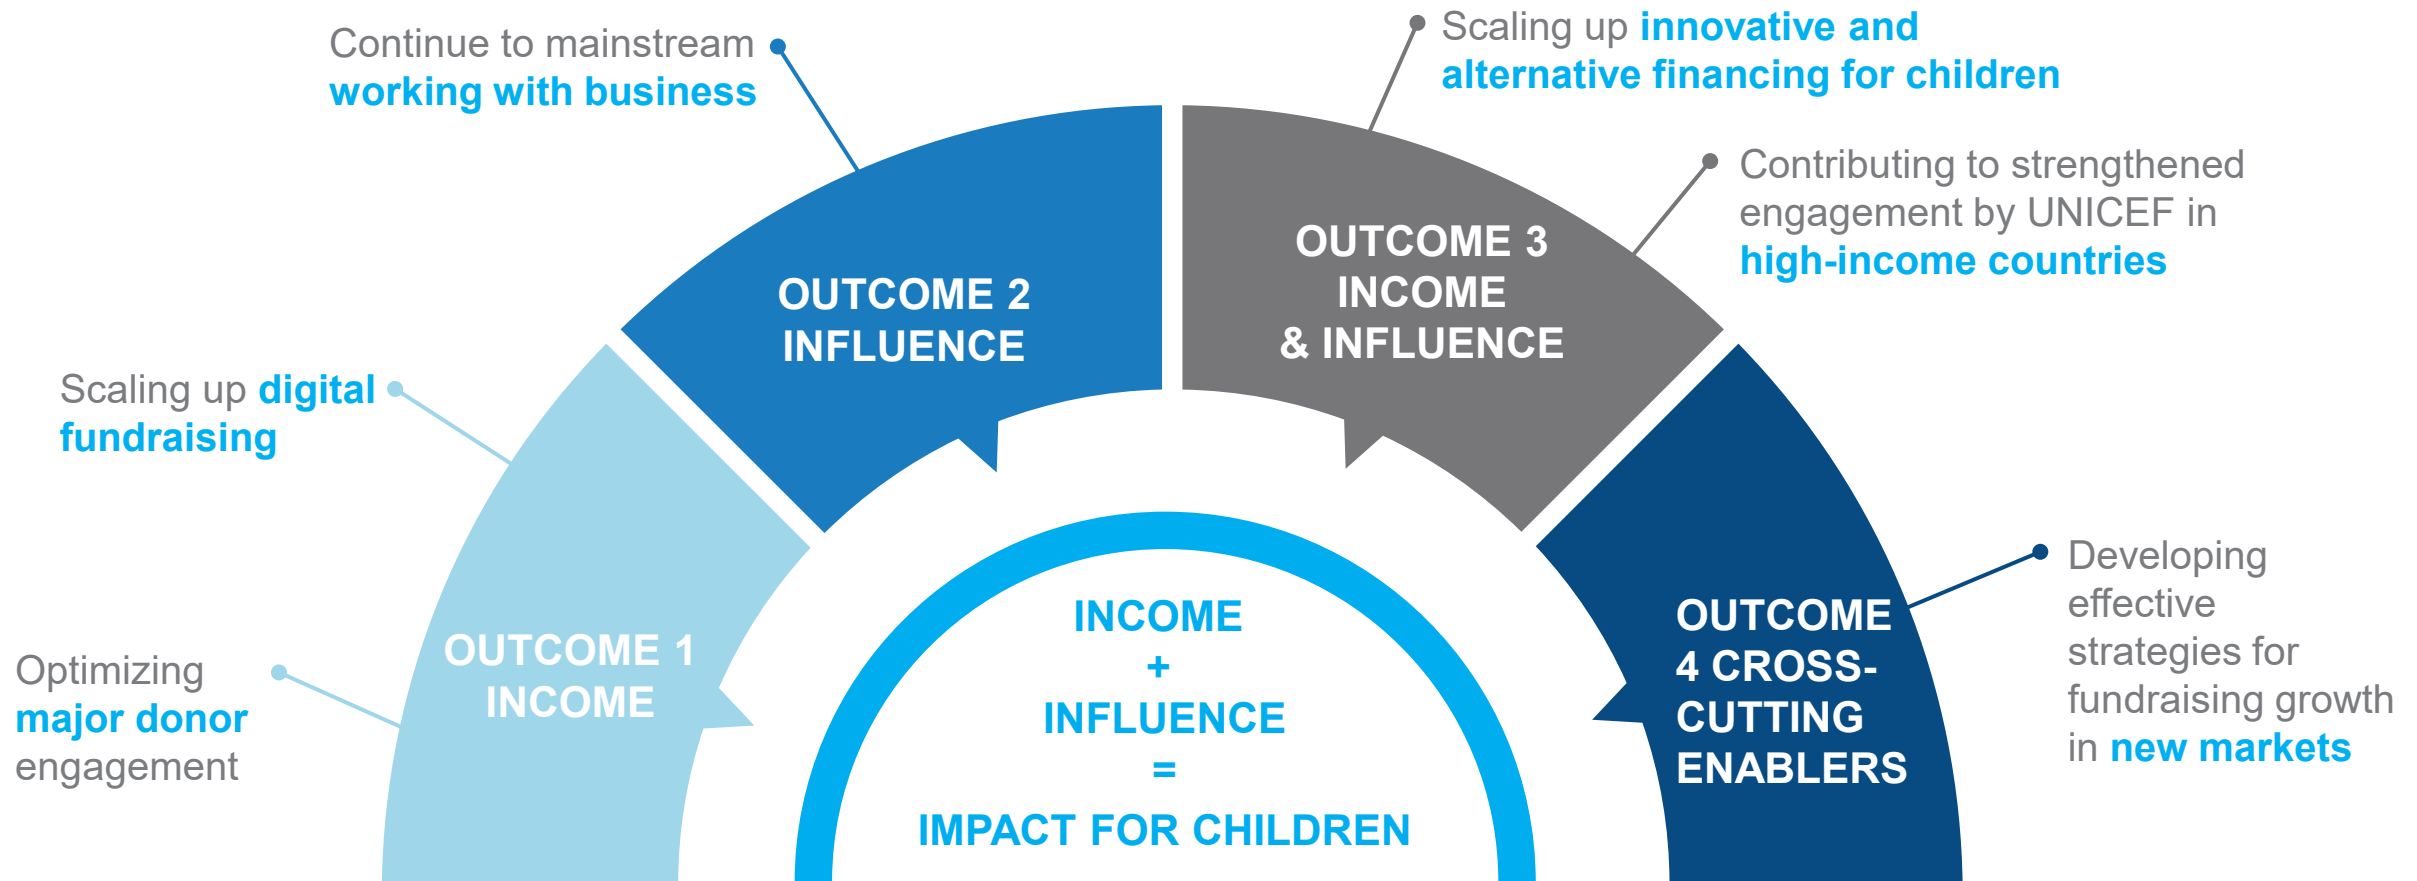 Continue to mainstream
working with business
Scaling up innovative and
alternative financing for children
Contributing to strengthened
engagement by UNICEF in
high-income countries
OUTCOME 2
INFLUENCE
OUTCOME 3
INCOME
& INFLUENCE
Scaling up digital
fundraising
Optimizing
major donor
engagement
OUTCOME 1
INCOME
INCOME
+
INFLUENCE
=
IMPACT FOR CHILDREN
OUTCOME
4 CROSS-
CUTTING
ENABLERS
Developing
effective
strategies for
fundraising growth
in new markets